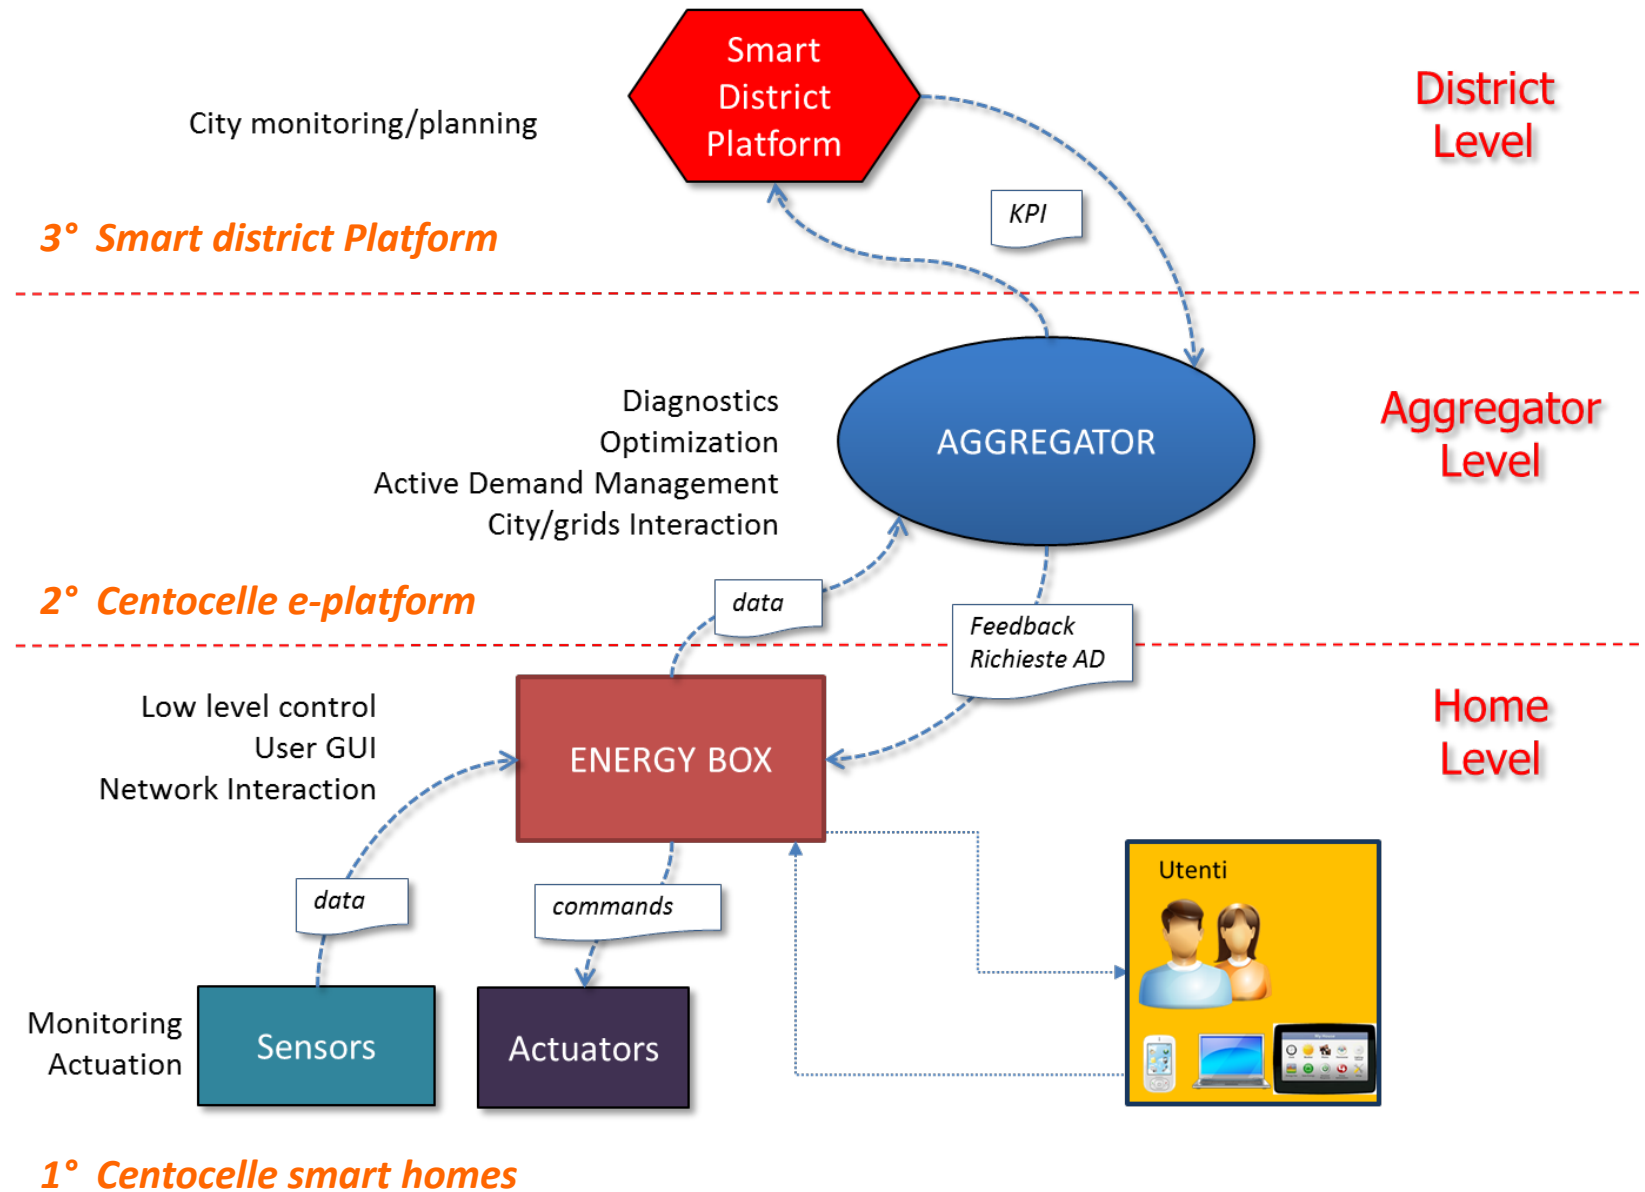 Smart
District
Platform
District
Level
City monitoring/planning
KPI
3° Smart district Platform
Diagnostics
Optimization
Active Demand Management
City/grids Interaction
AGGREGATOR
Aggregator
Level
2° Centocelle e-platform
data
Feedback
Richieste AD
Low level control
User GUI
Network Interaction
ENERGY BOX
Home
Level
data
commands
Utenti
Monitoring
Actuation
Sensors
Actuators
1° Centocelle smart homes